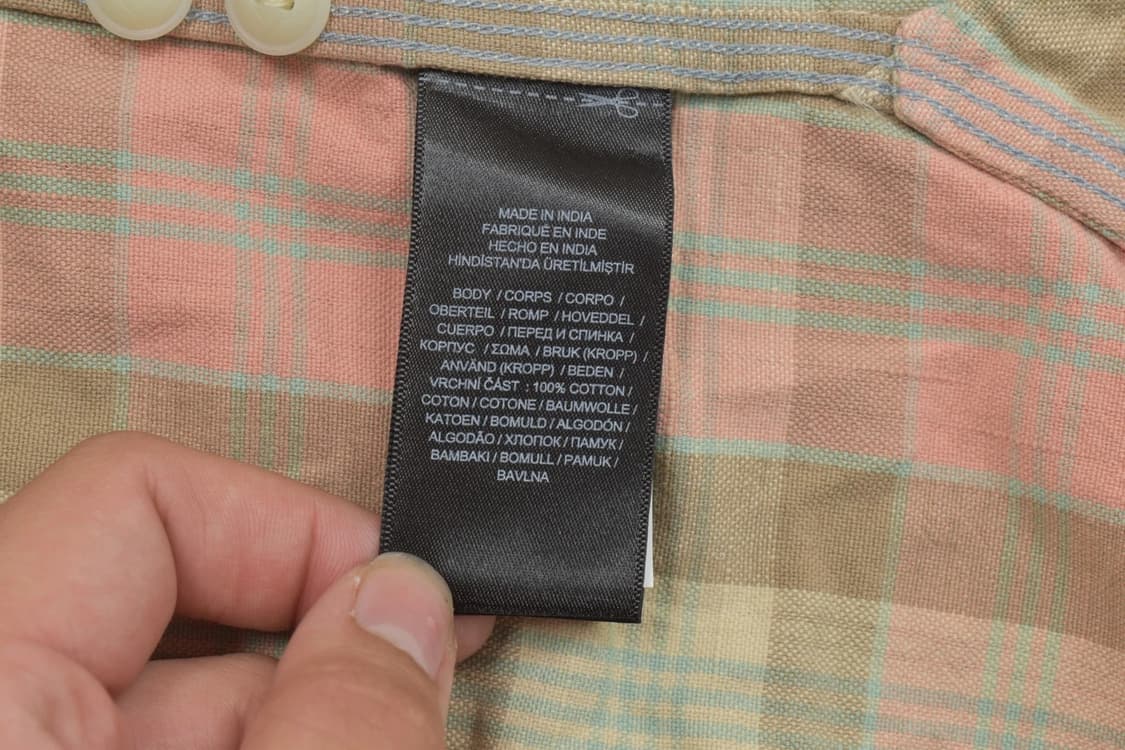 MADE IN INDIA
FABRIQUÉ EN INDE
HECHO EN INDIA
HİNDİSTAN'DA ÜRETİLMİŞTİR
BODY / CORPS / CORPO /
OBERTEIL / ROMP / HOVEDDEL /
CUERPO / ПЕРЕД И СПИНКА /
КОРПУС / ΣΩΜΑ / BRUK (KROPP) /
ANVÄND (KROPP) / BEDEN /
VRCHNÍ ČÁST : 100% COTTON /
COTON / COTONE / BAUMWOLLE /
KATOEN / BOMULD / ALGODÓN /
ALGODÃO / ХЛОПОК / ПАМУК /
BAMBAKI / BOMULL / PAMUK /
BAVLNA